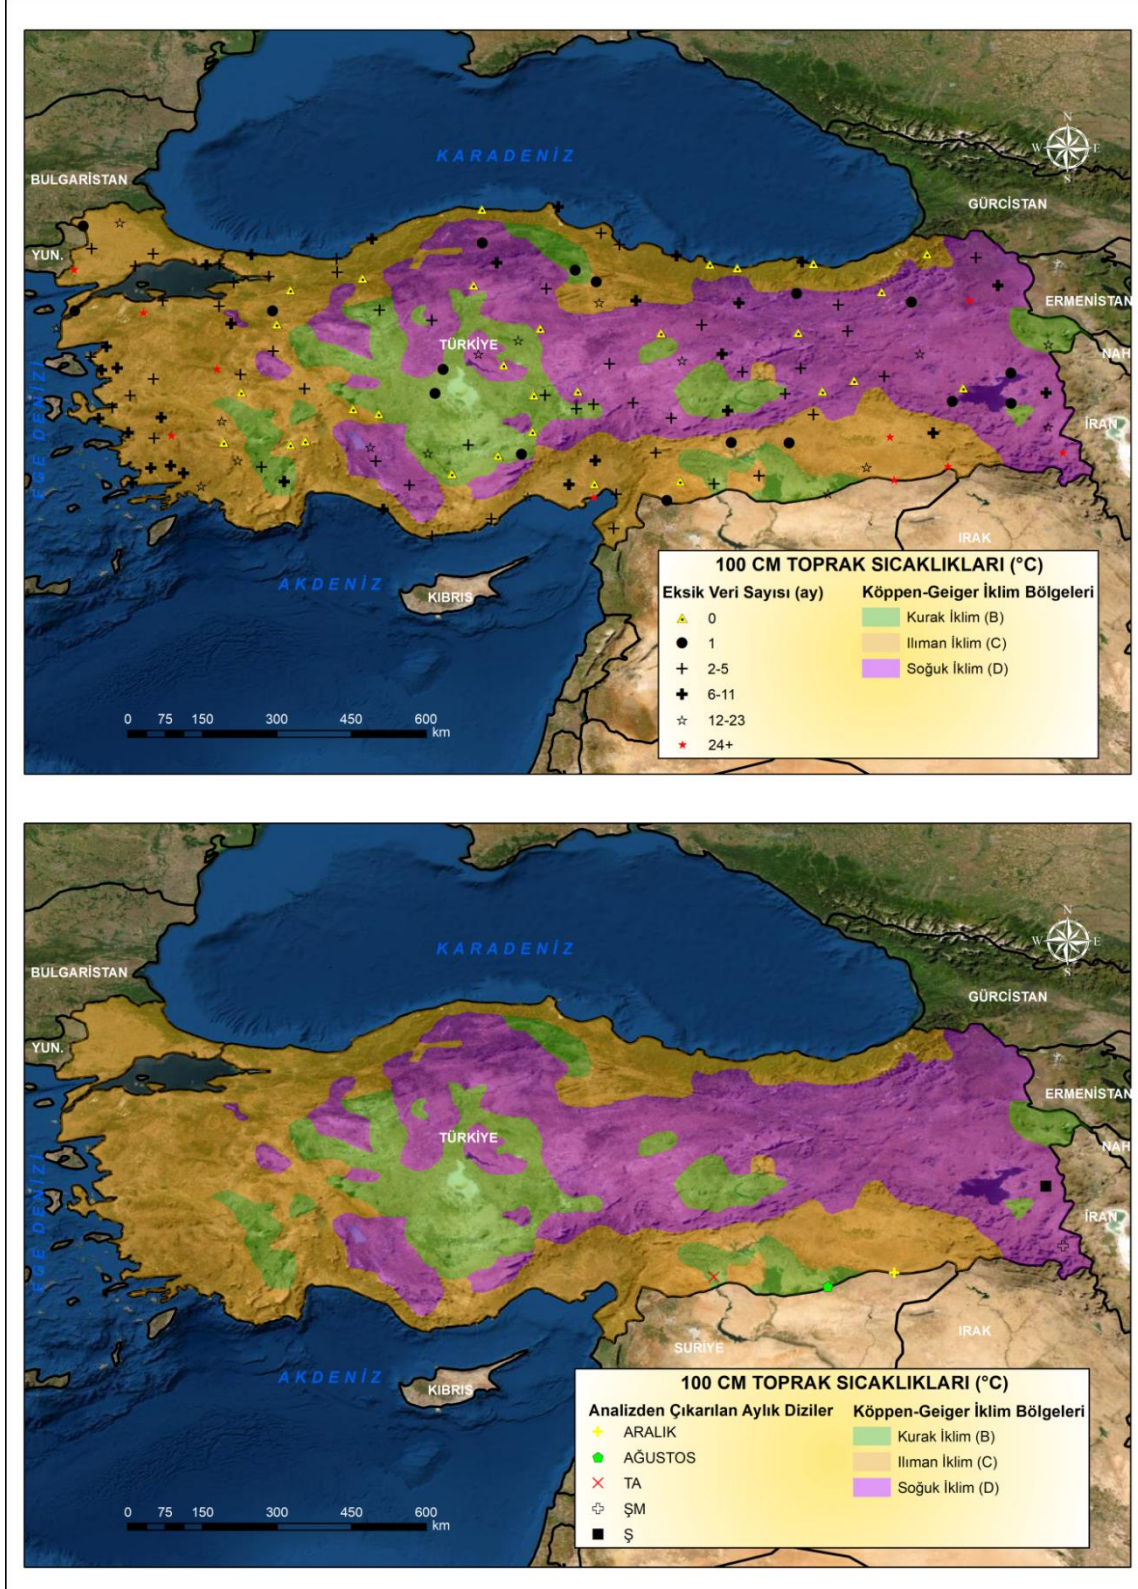 KARADENİZ
N
W E
S
BULGARİSTAN
GÜRCİSTAN
YUN.
ERMENİSTAN
TÜRKİYE
NAH
EGE DENİZİ
İRAN
IRAK
AKDENİZ
KIBRIS
100 CM TOPRAK SICAKLIKLARI (°C)
Eksik Veri Sayısı (ay) Köppen-Geiger İklim Bölgeleri
0 Kurak İklim (B)
1 Ilıman İklim (C)
2-5 Soğuk İklim (D)
6-11
12-23
24+
0 75 150 300 450 600
km
KARADENİZ
N
W E
S
BULGARİSTAN
GÜRCİSTAN
YUN.
ERMENİSTAN
TÜRKİYE
NAH
EGE DENİZİ
İRAN
IRAK
SURİYE
AKDENİZ
KIBRIS
100 CM TOPRAK SICAKLIKLARI (°C)
Analizden Çıkarılan Aylık Diziler Köppen-Geiger İklim Bölgeleri
ARALIK Kurak İklim (B)
AĞUSTOS Ilıman İklim (C)
TA Soğuk İklim (D)
ŞM
Ş
0 75 150 300 450 600
km